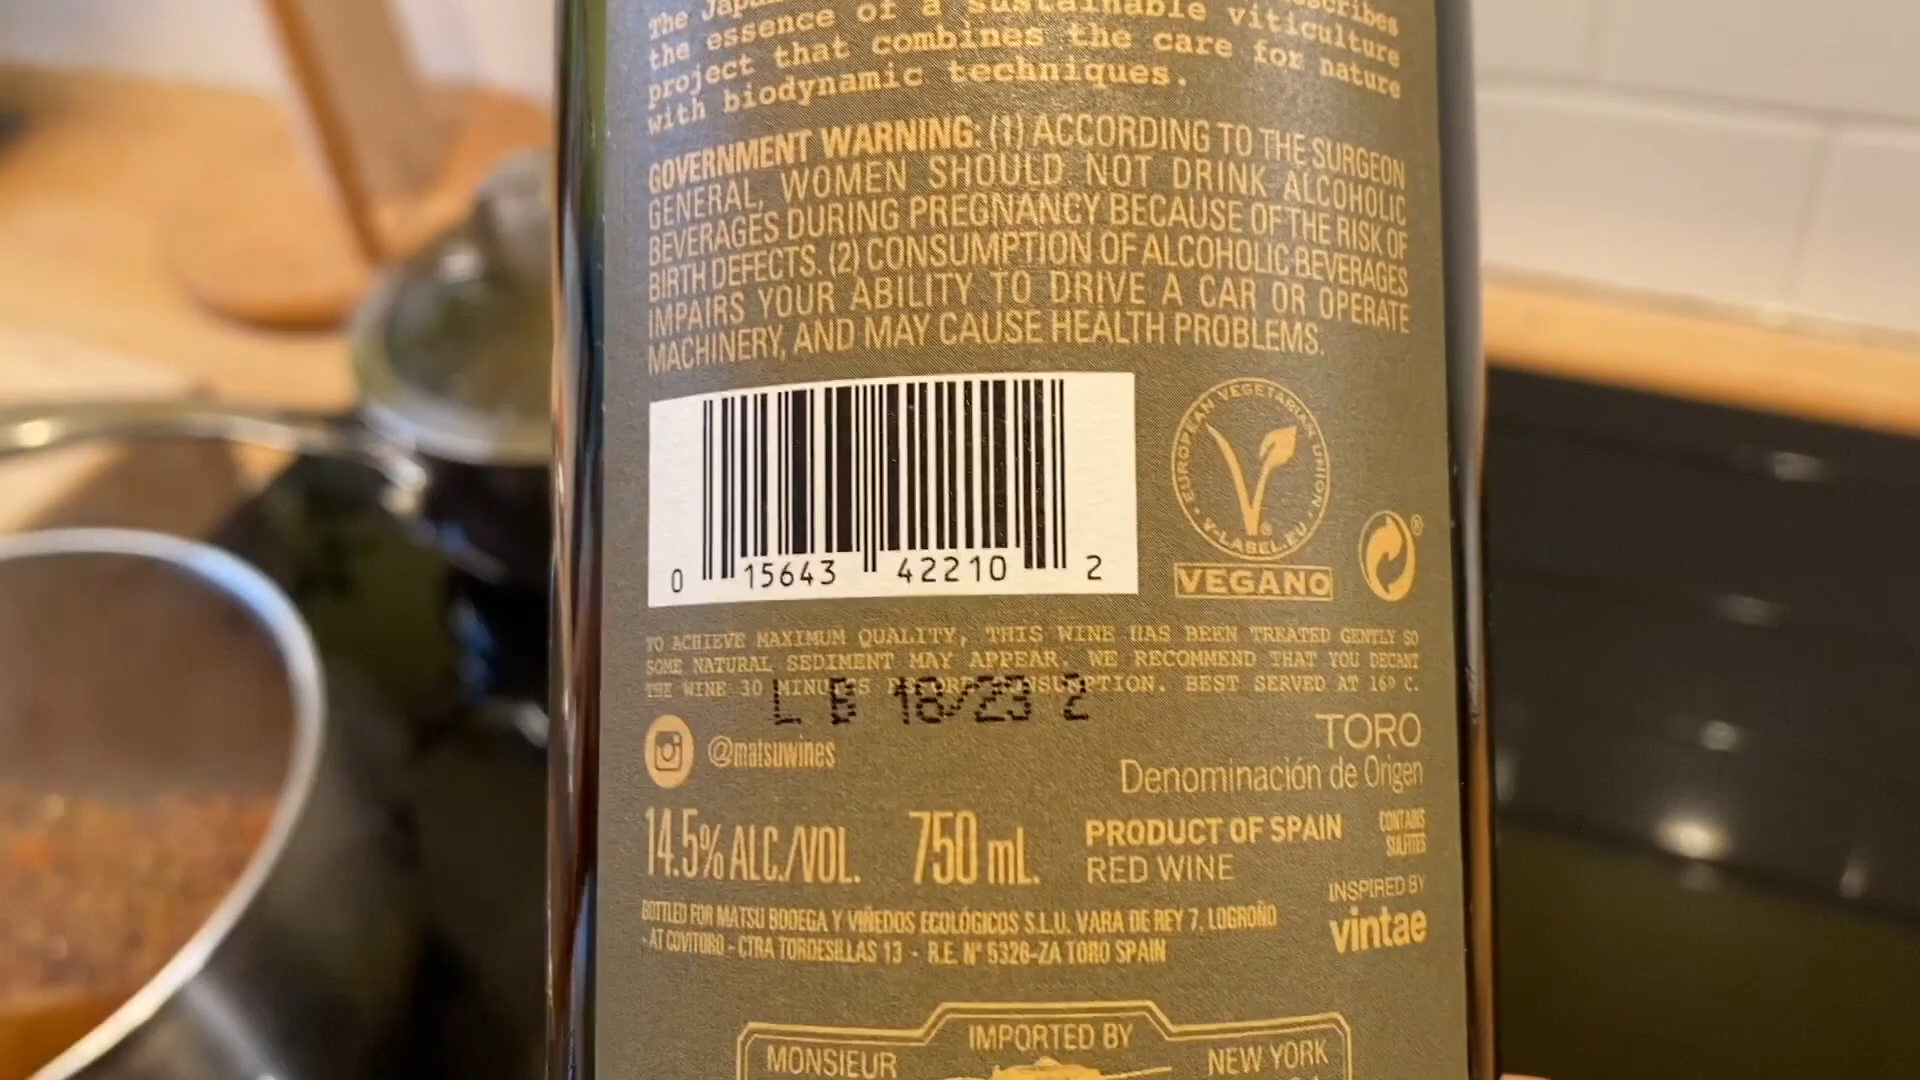 The Japanese describes
the essence of a sustainable viticulture
project that combines the care for nature
with biodynamic techniques.
GOVERNMENT WARNING: (1) ACCORDING TO THE SURGEON
GENERAL, WOMEN SHOULD NOT DRINK ALCOHOLIC
BEVERAGES DURING PREGNANCY BECAUSE OF THE RISK OF
BIRTH DEFECTS. (2) CONSUMPTION OF ALCOHOLIC BEVERAGES
IMPAIRS YOUR ABILITY TO DRIVE A CAR OR OPERATE
MACHINERY, AND MAY CAUSE HEALTH PROBLEMS.
0 15643 42210 2
EUROPEAN VEGETARIAN UNION
V-LABEL.EU
VEGANO
TO ACHIEVE MAXIMUM QUALITY, THIS WINE HAS BEEN TREATED GENTLY SO
SOME NATURAL SEDIMENT MAY APPEAR. WE RECOMMEND THAT YOU DECANT
THE WINE 30 MINUTES BEFORE CONSUMPTION. BEST SERVED AT 16º C.
L B 18/23 2
@matsuwines
TORO
Denominación de Origen
14.5% ALC./VOL. 750 mL.
PRODUCT OF SPAIN
RED WINE
CONTAINS
SULFITES
INSPIRED BY
vintae
BOTTLED FOR MATSU BODEGA Y VIÑEDOS ECOLÓGICOS S.L.U. VARA DE REY 7, LOGROÑO
- AT COVITORO - CTRA TORDESILLAS 13 - R.E. Nº 5326-ZA TORO SPAIN
IMPORTED BY
MONSIEUR
NEW YORK